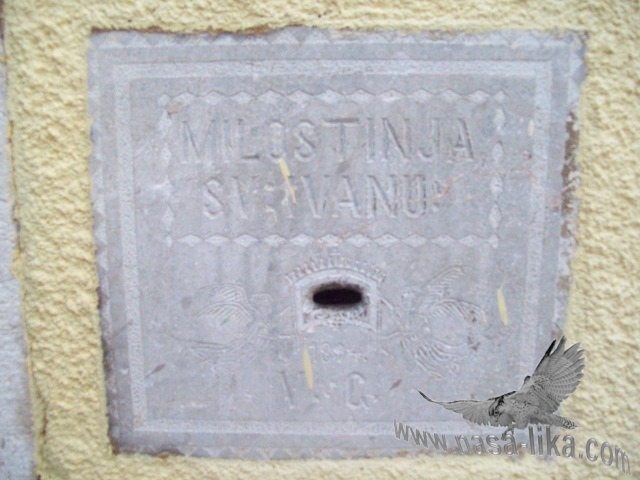 MILOSTINJA
SV: IVANU:
V. G.
www.nasa-lika.com